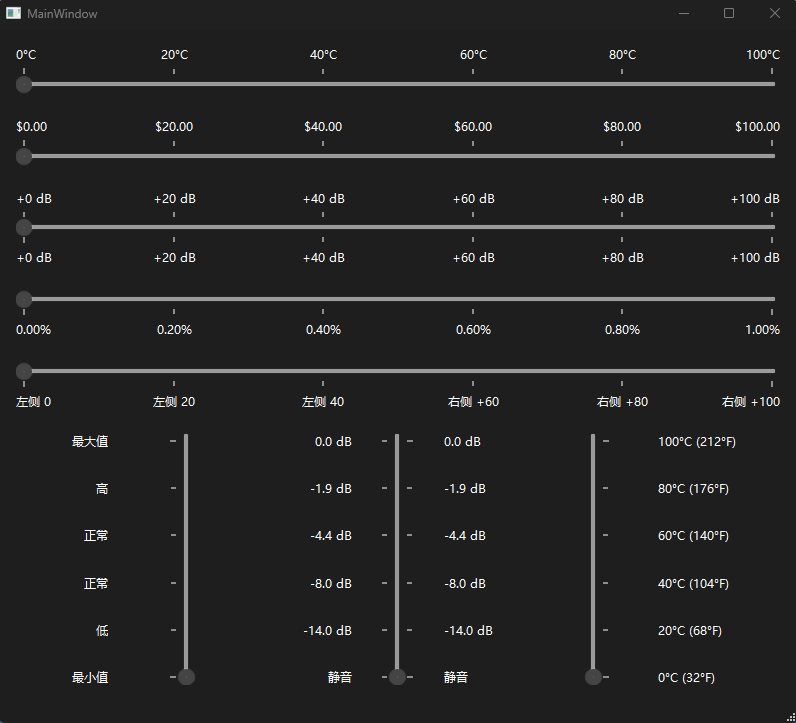 MainWindow
0°C 20°C 40°C 60°C 80°C 100°C
$0.00 $20.00 $40.00 $60.00 $80.00 $100.00
+0 dB +20 dB +40 dB +60 dB +80 dB +100 dB
+0 dB +20 dB +40 dB +60 dB +80 dB +100 dB
0.00% 0.20% 0.40% 0.60% 0.80% 1.00%
左侧 0 左侧 20 左侧 40 右侧 +60 右侧 +80 右侧 +100
最大值 0.0 dB 0.0 dB 100°C (212°F)
高 -1.9 dB -1.9 dB 80°C (176°F)
正常 -4.4 dB -4.4 dB 60°C (140°F)
正常 -8.0 dB -8.0 dB 40°C (104°F)
低 -14.0 dB -14.0 dB 20°C (68°F)
最小值 静音 静音 0°C (32°F)